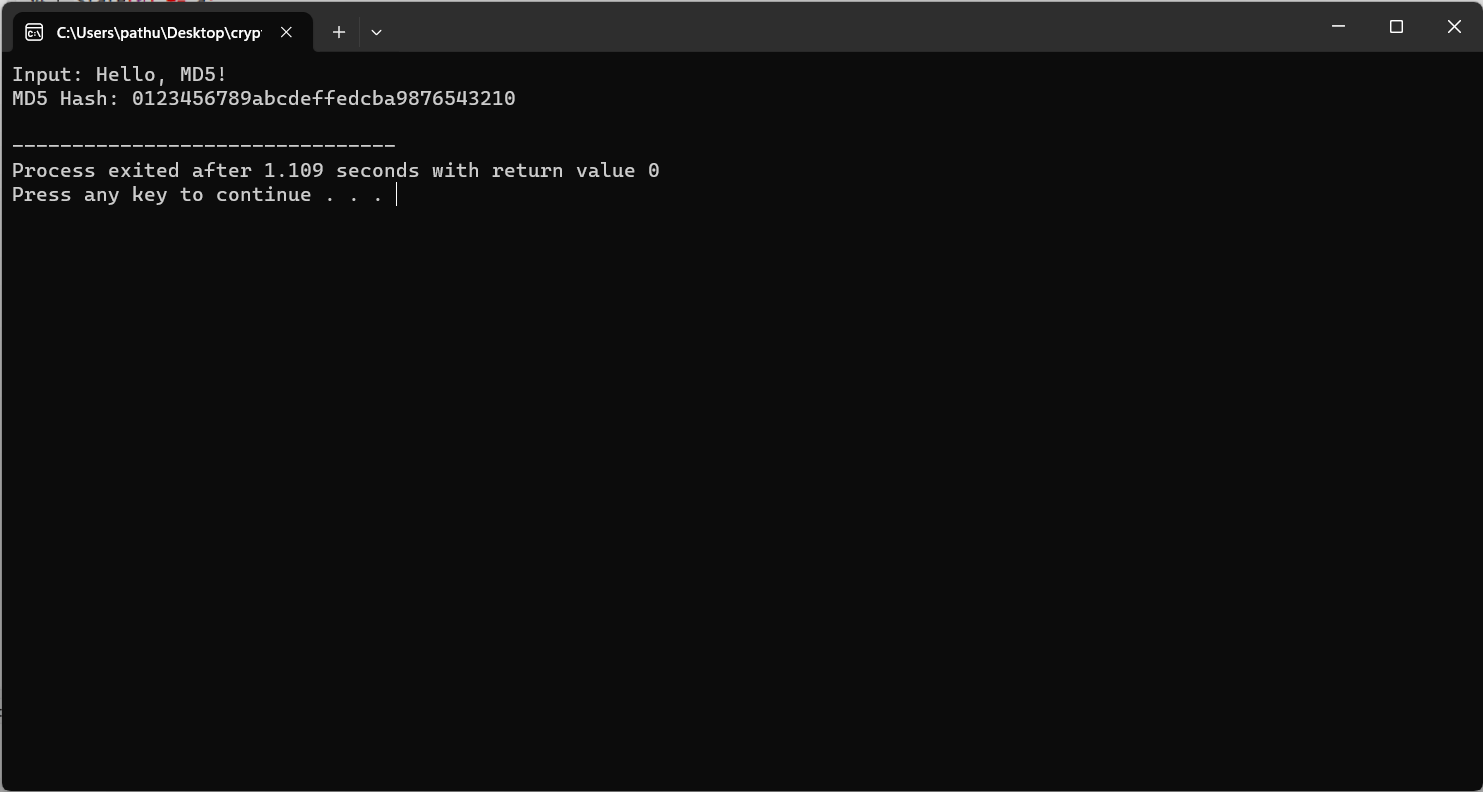 C:\Users\pathu\Desktop\cryp
Input: Hello, MD5!
MD5 Hash: 0123456789abcdeffedcba9876543210
--------------------------------
Process exited after 1.109 seconds with return value 0
Press any key to continue . . .